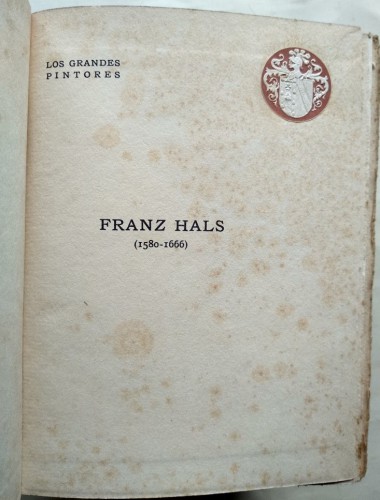 LOS GRANDES
PINTORES
FRANZ HALS
(1580-1666)